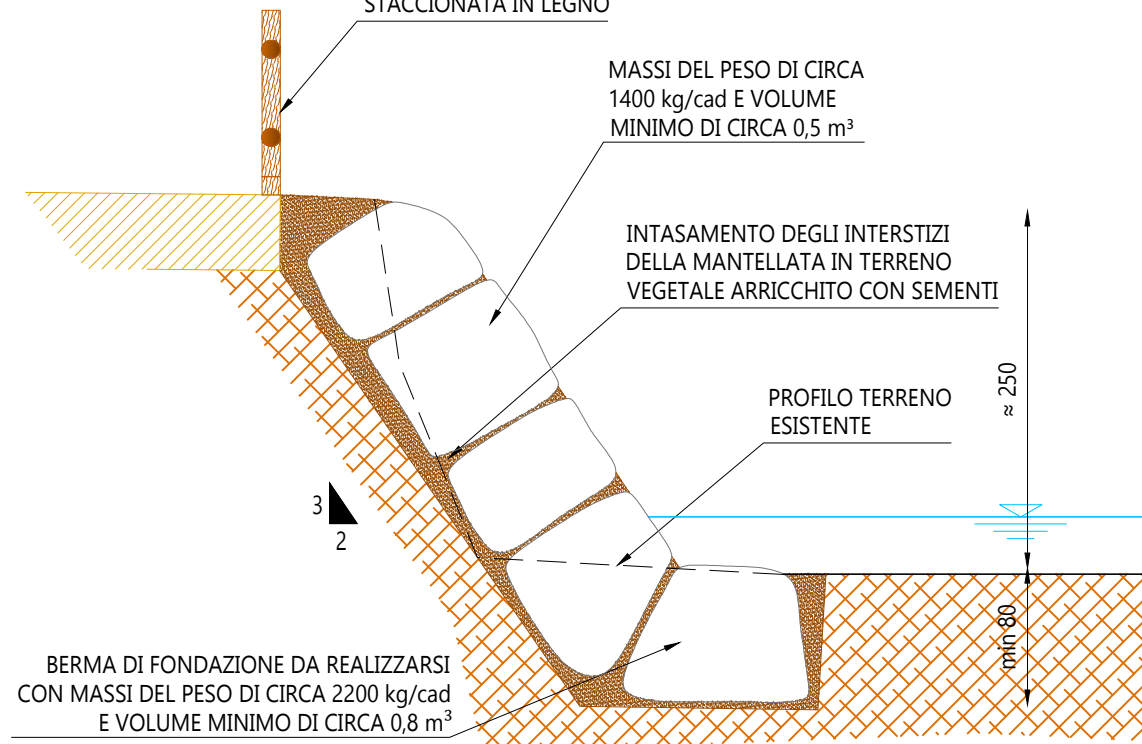 STACCIONATA IN LEGNO
MASSI DEL PESO DI CIRCA
1400 kg/cad E VOLUME
MINIMO DI CIRCA 0,5 m³
INTASAMENTO DEGLI INTERSTIZI
DELLA MANTELLATA IN TERRENO
VEGETALE ARRICCHITO CON SEMENTI
PROFILO TERRENO
ESISTENTE
≈ 250
3
2
min 80
BERMA DI FONDAZIONE DA REALIZZARSI
CON MASSI DEL PESO DI CIRCA 2200 kg/cad
E VOLUME MINIMO DI CIRCA 0,8 m³